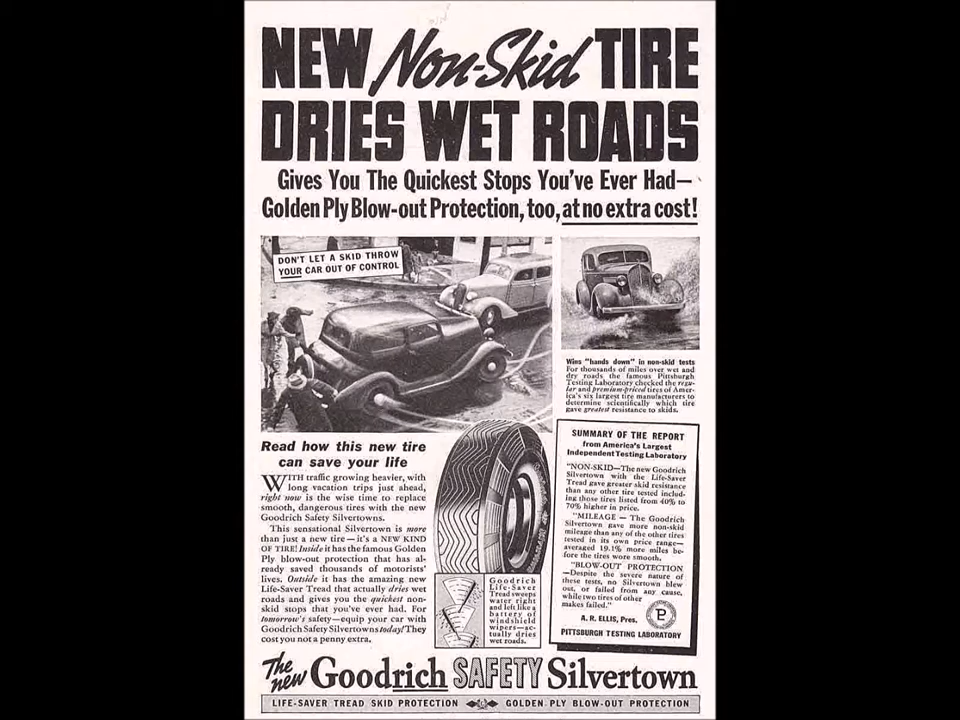 NEW Non-Skid TIRE
DRIES WET ROADS
Gives You The Quickest Stops You've Ever Had—
Golden Ply Blow-out Protection, too, at no extra cost!
DON'T LET A SKID THROW
YOUR CAR OUT OF CONTROL
Wins "hands down" in non-skid tests
For thousands of miles over wet and
dry roads the famous Pittsburgh
Testing Laboratory checked the regu-
lar and premium-priced tires of Amer-
ica's six largest tire manufacturers to
determine scientifically which tire
gave greatest resistance to skids.
Read how this new tire
can save your life
WITH traffic growing heavier, with
long vacation trips just ahead,
right now is the wise time to replace
smooth, dangerous tires with the new
Goodrich Safety Silvertowns.
This sensational Silvertown is more
than just a new tire—it's a NEW KIND
OF TIRE! Inside it has the famous Golden
Ply blow-out protection that has al-
ready saved thousands of motorists'
lives. Outside it has the amazing new
Life-Saver Tread that actually dries wet
roads and gives you the quickest non-
skid stops that you've ever had. For
tomorrow's safety—equip your car with
Goodrich Safety Silvertowns today! They
cost you not a penny extra.
Goodrich
Life-Saver
Tread sweeps
water right
and left like a
battery of
windshield
wipers—ac-
tually dries
wet roads.
SUMMARY OF THE REPORT
from America's Largest
Independent Testing Laboratory
"NON-SKID—The new Goodrich
Silvertown with the Life-Saver
Tread gave greater skid resistance
than any other tire tested includ-
ing those tires listed from 40% to
70% higher in price.
"MILEAGE — The Goodrich
Silvertown gave more non-skid
mileage than any of the other tires
tested in its own price range—
averaged 19.1% more miles be-
fore the tires wore smooth.
"BLOW-OUT PROTECTION
—Despite the severe nature of
these tests, no Silvertown blew
out, or failed from any cause,
while two tires of other
makes failed."
A. R. ELLIS, Pres.
PITTSBURGH TESTING LABORATORY
The new Goodrich SAFETY Silvertown
LIFE-SAVER TREAD SKID PROTECTION GOLDEN PLY BLOW-OUT PROTECTION